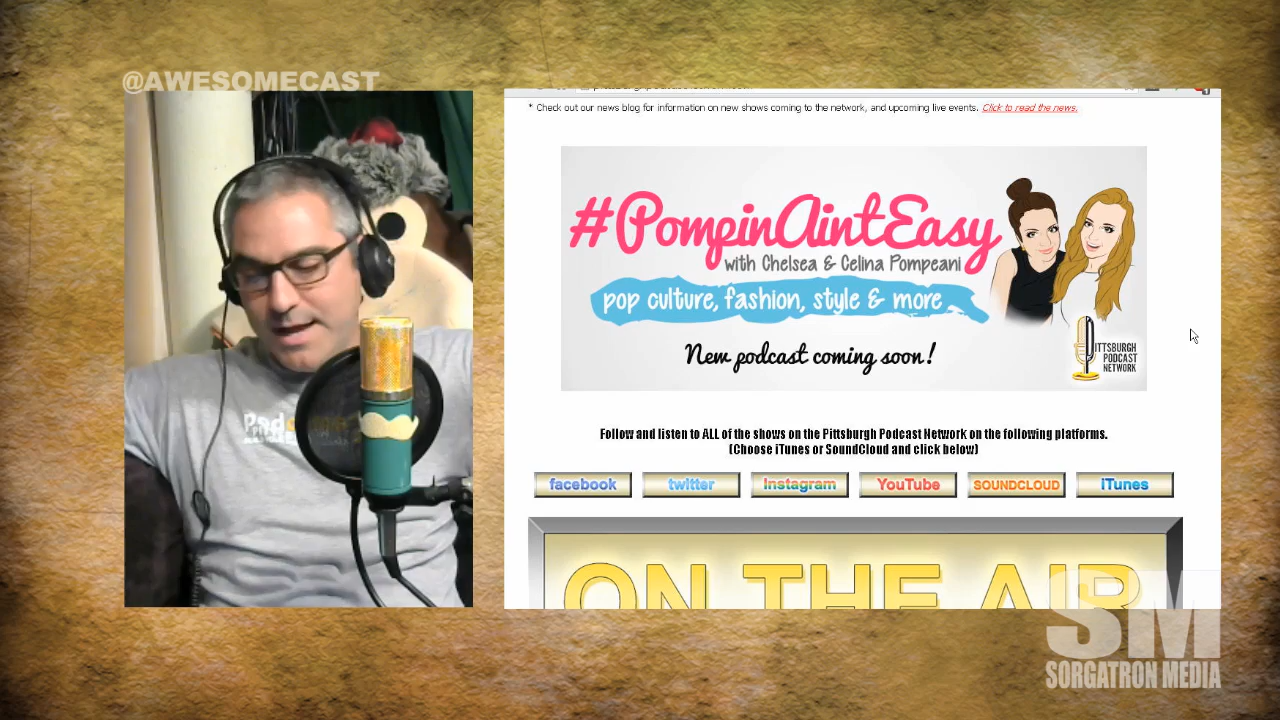 @AWESOMECAST
* Check out our news blog for information on new shows coming to the network, and upcoming live events. Click to read the news.
#PompinAintEasy
with Chelsea & Celina Pompeani
pop culture, fashion, style & more
New podcast coming soon!
PITTSBURGH
PODCAST
NETWORK
Follow and listen to ALL of the shows on the Pittsburgh Podcast Network on the following platforms.
(Choose iTunes or SoundCloud and click below)
facebook twitter Instagram YouTube SOUNDCLOUD iTunes
ON THE AIR
SM
SORGATRON MEDIA